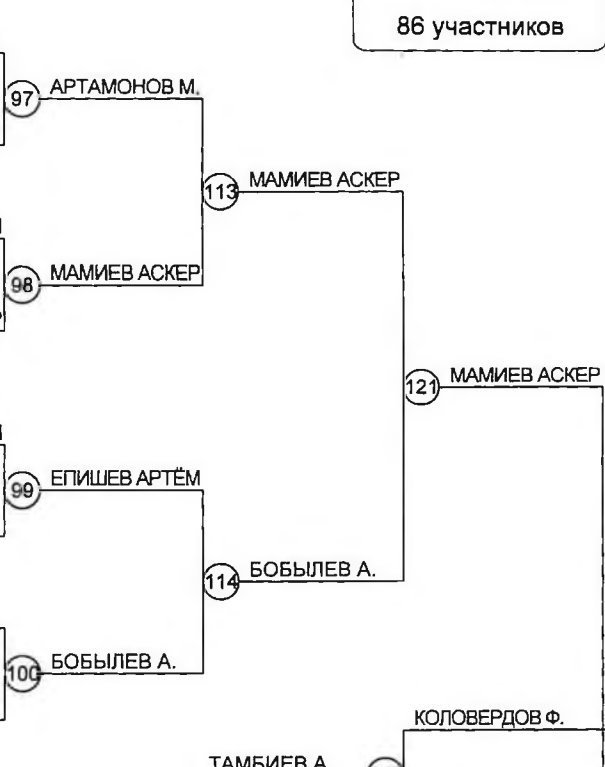 86 участников
97 АРТАМОНОВ М.
113 МАМИЕВ АСКЕР
98 МАМИЕВ АСКЕР
121 МАМИЕВ АСКЕР
99 ЕПИШЕВ АРТЁМ
114 БОБЫЛЕВ А.
100 БОБЫЛЕВ А.
КОЛОВЕРДОВ Ф.
ТАМБИЕВ А.